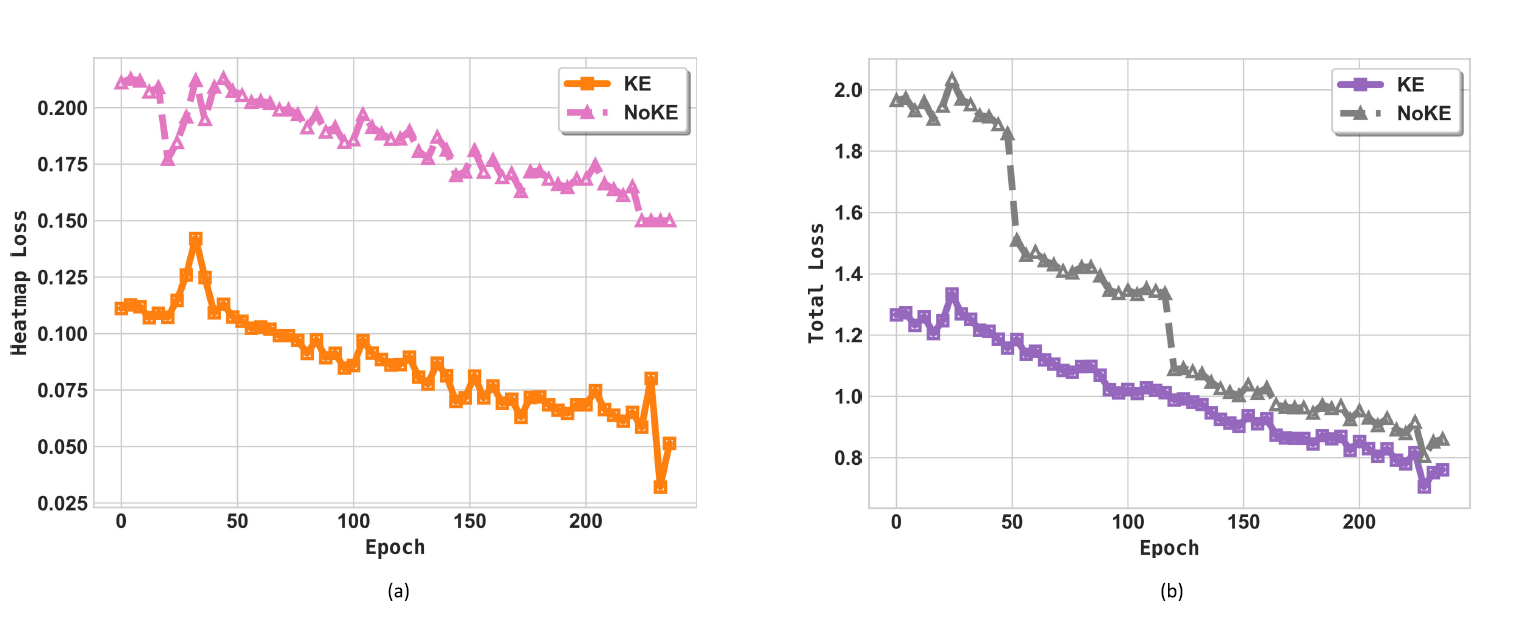 KE
NoKE
0.200
0.175
0.150
0.125
0.100
0.075
0.050
0.025
Heatmap Loss
0 50 100 150 200
Epoch
(a)
KE
NoKE
2.0
1.8
1.6
1.4
1.2
1.0
0.8
Total Loss
0 50 100 150 200
Epoch
(b)